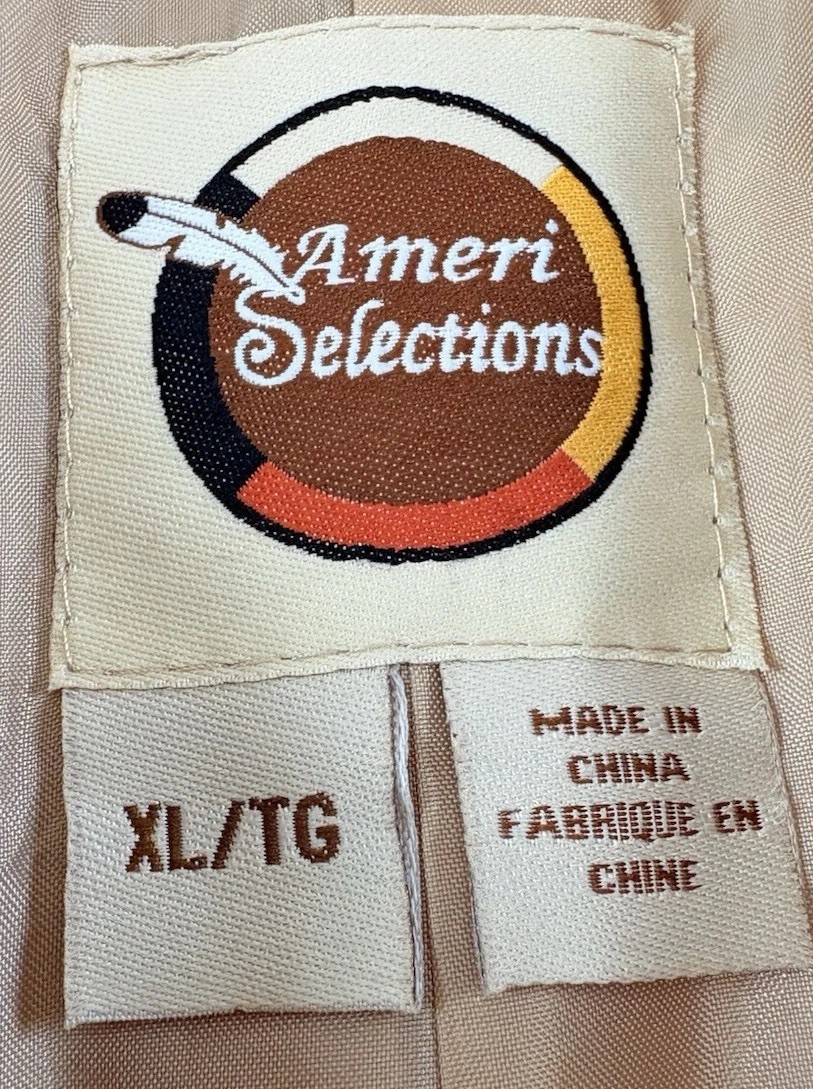 Ameri
Selections
XL/TG
MADE IN
CHINA
FABRIQUE EN
CHINE